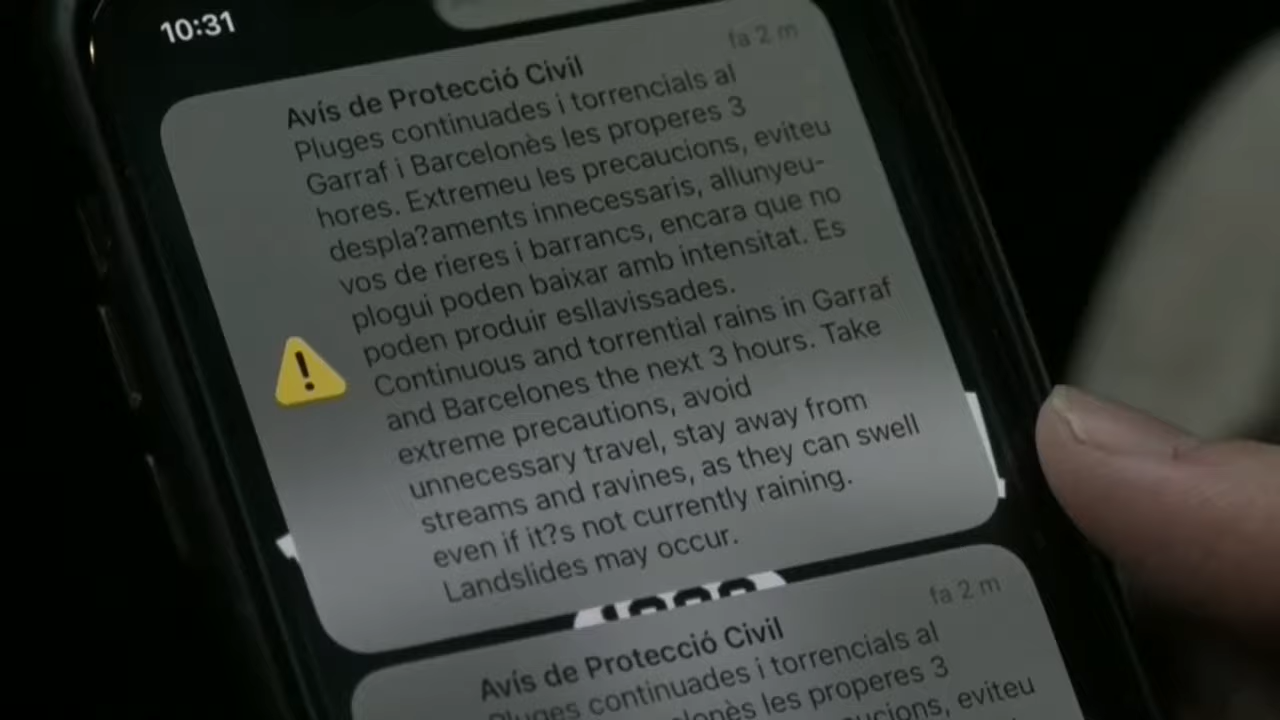 10:31
fa 2 m
Avís de Protecció Civil
Pluges continuades i torrencials al
Garraf i Barcelonès les properes 3
hores. Extremeu les precaucions, eviteu
despla?aments innecessaris, allunyeu-
vos de rieres i barrancs, encara que no
plogui poden baixar amb intensitat. Es
poden produir esllavissades.
Continuous and torrential rains in Garraf
and Barcelones the next 3 hours. Take
extreme precautions, avoid
unnecessary travel, stay away from
streams and ravines, as they can swell
even if it?s not currently raining.
Landslides may occur.
fa 2 m
Avís de Protecció Civil
Pluges continuades i torrencials al
les properes 3
eviteu